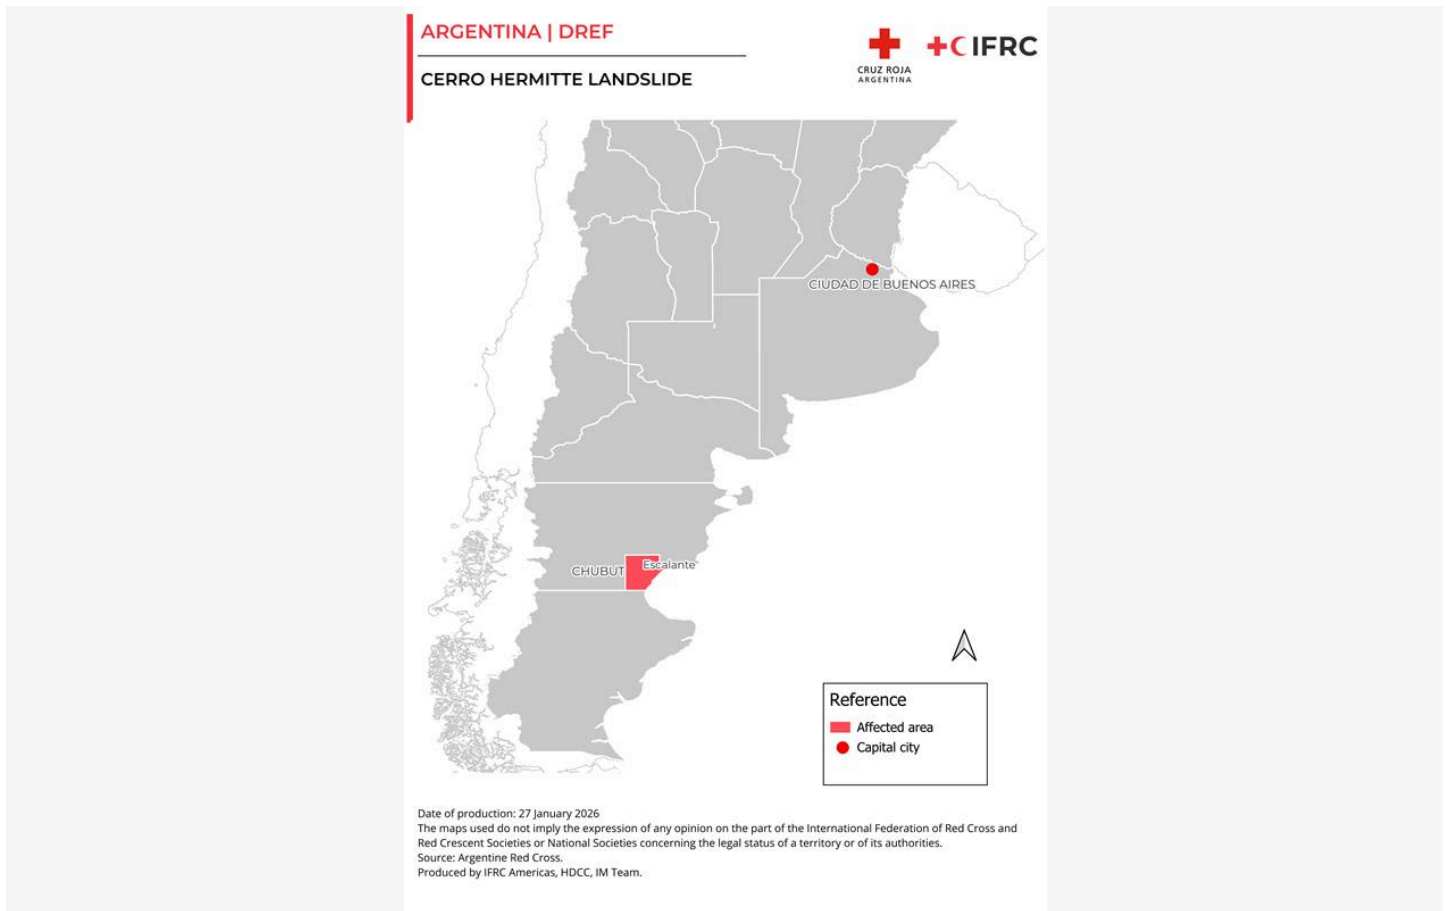 ARGENTINA | DREF
CERRO HERMITTE LANDSLIDE
CRUZ ROJA
ARGENTINA
IFRC
CIUDAD DE BUENOS AIRES
CHUBUT
Escalante
Reference
Affected area
Capital city
Date of production: 27 January 2026
The maps used do not imply the expression of any opinion on the part of the International Federation of Red Cross and
Red Crescent Societies or National Societies concerning the legal status of a territory or of its authorities.
Source: Argentine Red Cross.
Produced by IFRC Americas, HDCC, IM Team.